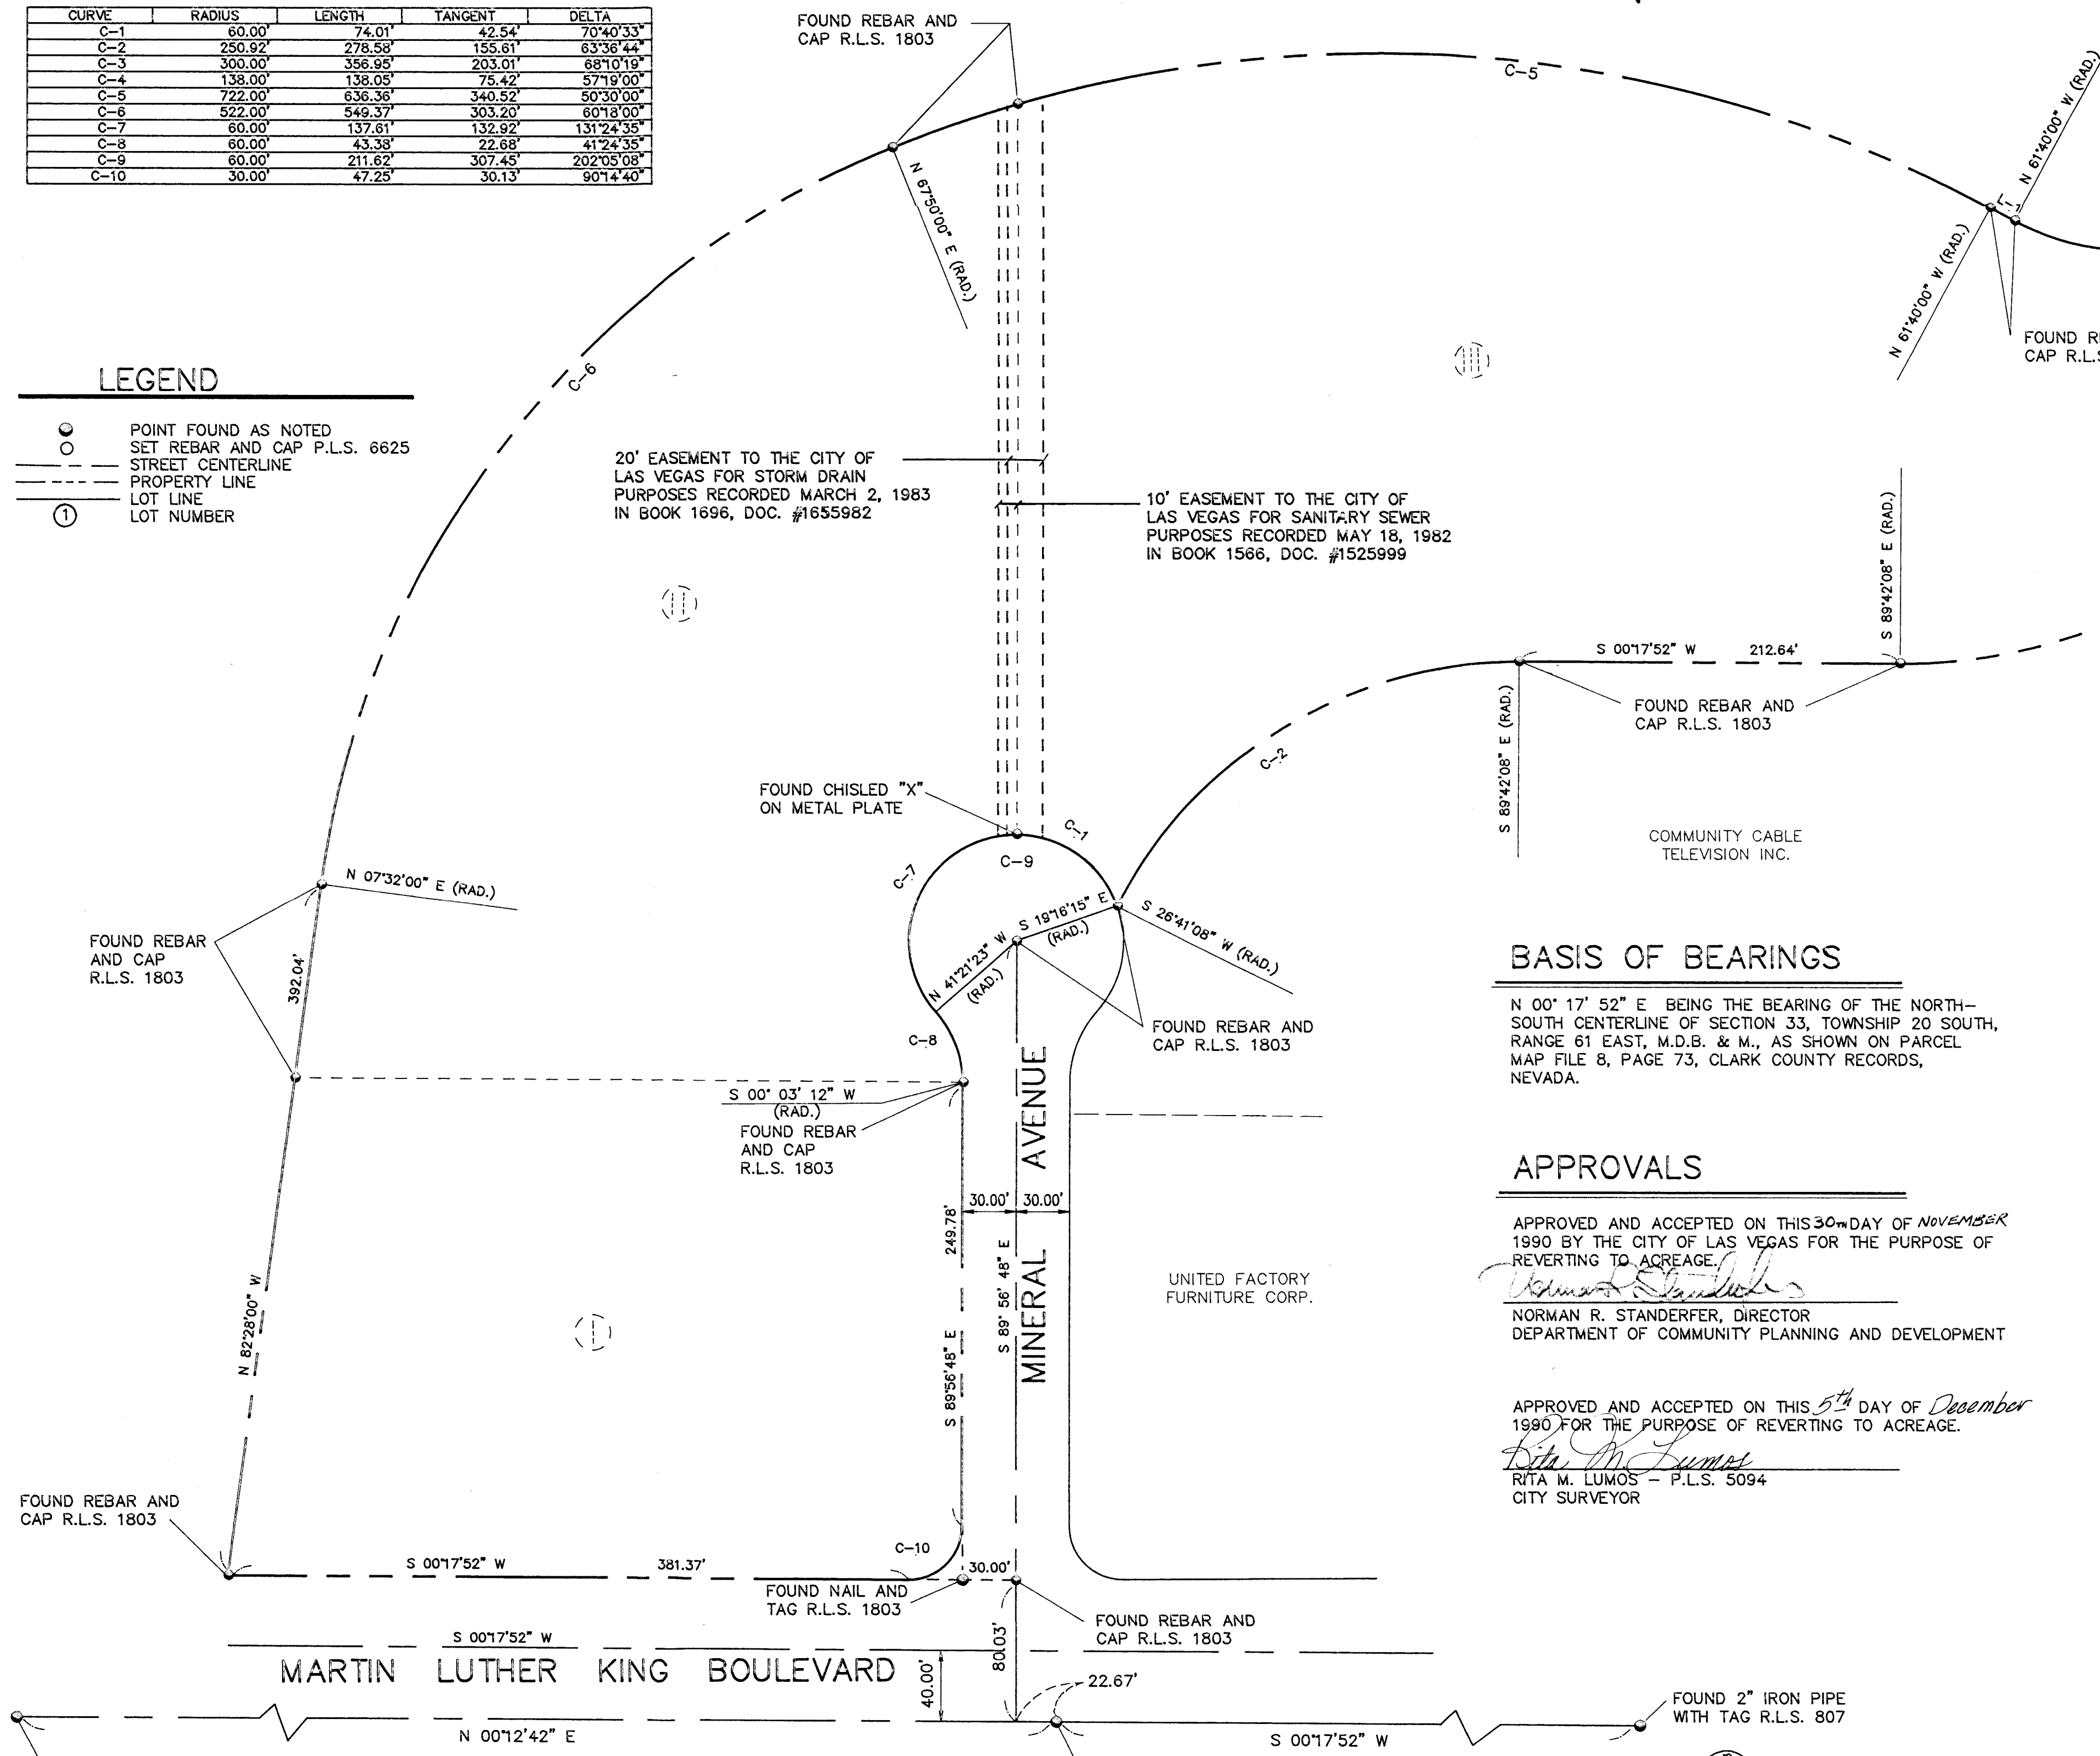 CURVE RADIUS LENGTH TANGENT DELTA
C-1 60.00' 74.01' 42.54' 70°40'33"
C-2 250.92' 278.58' 155.61' 63°36'44"
C-3 300.00' 356.95' 203.01' 68°10'19"
C-4 138.00' 138.05' 75.42' 57°19'00"
C-5 722.00' 636.36' 340.52' 50°30'00"
C-6 522.00' 549.37' 303.20' 60°18'00"
C-7 60.00' 137.61' 132.92' 131°24'35"
C-8 60.00' 43.38' 22.68' 41°24'35"
C-9 60.00' 211.62' 307.45' 202°05'08"
C-10 30.00' 47.25' 30.13' 90°14'40"
FOUND REBAR AND
CAP R.L.S. 1803
C-5
N 61°40'00" W (RAD.)
L-1
N 61°40'00" W (RAD.)
CAP R.L.S
N 67°50'00" E (RAD.)
C-6
LEGEND
POINT FOUND AS NOTED
SET REBAR AND CAP P.L.S. 6625
STREET CENTERLINE
PROPERTY LINE
LOT LINE
1 LOT NUMBER
III
II
20' EASEMENT TO THE CITY OF
LAS VEGAS FOR STORM DRAIN
PURPOSES RECORDED MARCH 2, 1983
IN BOOK 1696, DOC. #1655982
10' EASEMENT TO THE CITY OF
LAS VEGAS FOR SANITARY SEWER
PURPOSES RECORDED MAY 18, 1982
IN BOOK 1566, DOC. #1525999
S 89°42'08" E (RAD.)
S 00°17'52" W 212.64'
FOUND REBAR AND
CAP R.L.S. 1803
S 89°42'08" E (RAD.)
C-2
COMMUNITY CABLE
TELEVISION INC.
FOUND CHISLED "X"
ON METAL PLATE
C-1
C-9
C-7
S 19°16'15" E
(RAD.)
S 26°41'08" W (RAD.)
N 41°21'23" W
(RAD.)
C-8
FOUND REBAR AND
CAP R.L.S. 1803
N 07°32'00" E (RAD.)
FOUND REBAR
AND CAP
R.L.S. 1803
392.04'
S 00° 03' 12" W
(RAD.)
FOUND REBAR
AND CAP
R.L.S. 1803
BASIS OF BEARINGS
N 00° 17' 52" E BEING THE BEARING OF THE NORTH-
SOUTH CENTERLINE OF SECTION 33, TOWNSHIP 20 SOUTH,
RANGE 61 EAST, M.D.B. & M., AS SHOWN ON PARCEL
MAP FILE 8, PAGE 73, CLARK COUNTY RECORDS,
NEVADA.
APPROVALS
APPROVED AND ACCEPTED ON THIS 30TH DAY OF NOVEMBER
1990 BY THE CITY OF LAS VEGAS FOR THE PURPOSE OF
REVERTING TO ACREAGE.
NORMAN R. STANDERFER, DIRECTOR
DEPARTMENT OF COMMUNITY PLANNING AND DEVELOPMENT
APPROVED AND ACCEPTED ON THIS 5th DAY OF December
1990 FOR THE PURPOSE OF REVERTING TO ACREAGE.
Rita M. Lumos
RITA M. LUMOS - P.L.S. 5094
CITY SURVEYOR
30.00' 30.00'
249.78'
S 89°56'48" E
S 89° 56' 48" E
MINERAL AVENUE
UNITED FACTORY
FURNITURE CORP.
I
N 82°28'00" W
FOUND REBAR AND
CAP R.L.S. 1803
S 00°17'52" W 381.37'
C-10
30.00'
FOUND NAIL AND
TAG R.L.S. 1803
FOUND REBAR AND
CAP R.L.S. 1803
S 00°17'52" W
MARTIN LUTHER KING BOULEVARD
40.00'
80.03'
22.67'
N 00°12'42" E
S 00°17'52" W
FOUND 2" IRON PIPE
WITH TAG R.L.S. 807